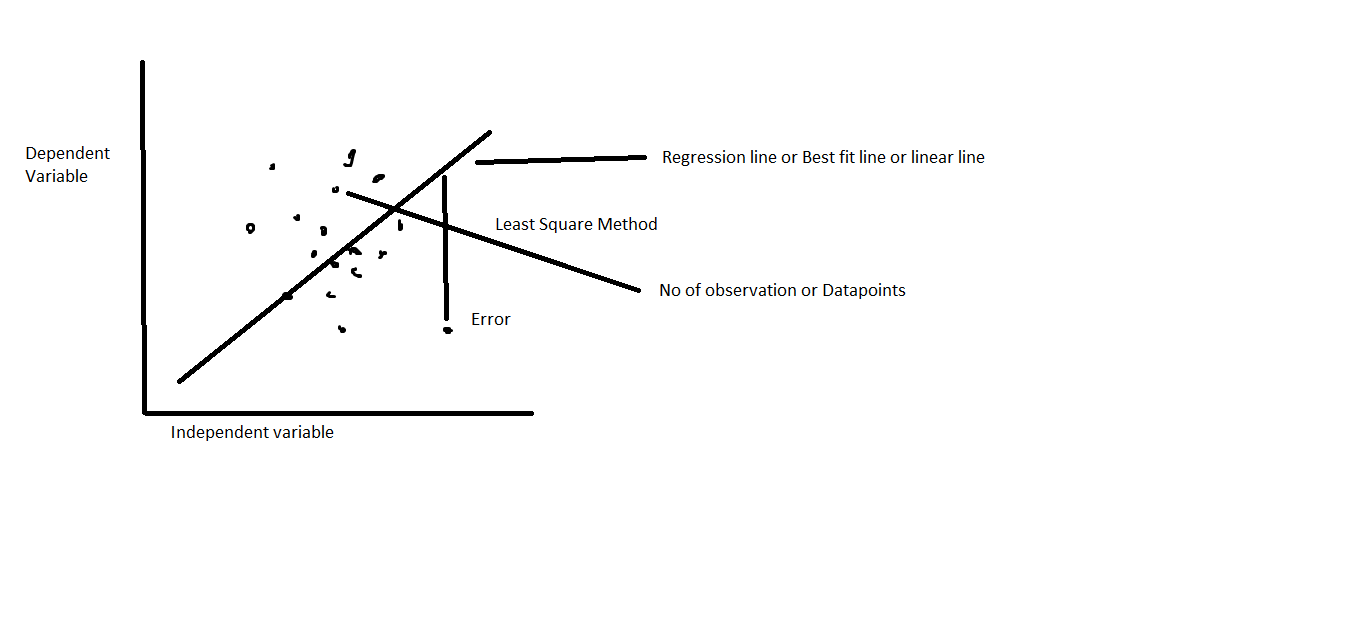 Dependent
Variable
Regression line or Best fit line or linear line
Least Square Method
No of observation or Datapoints
Error
Independent variable